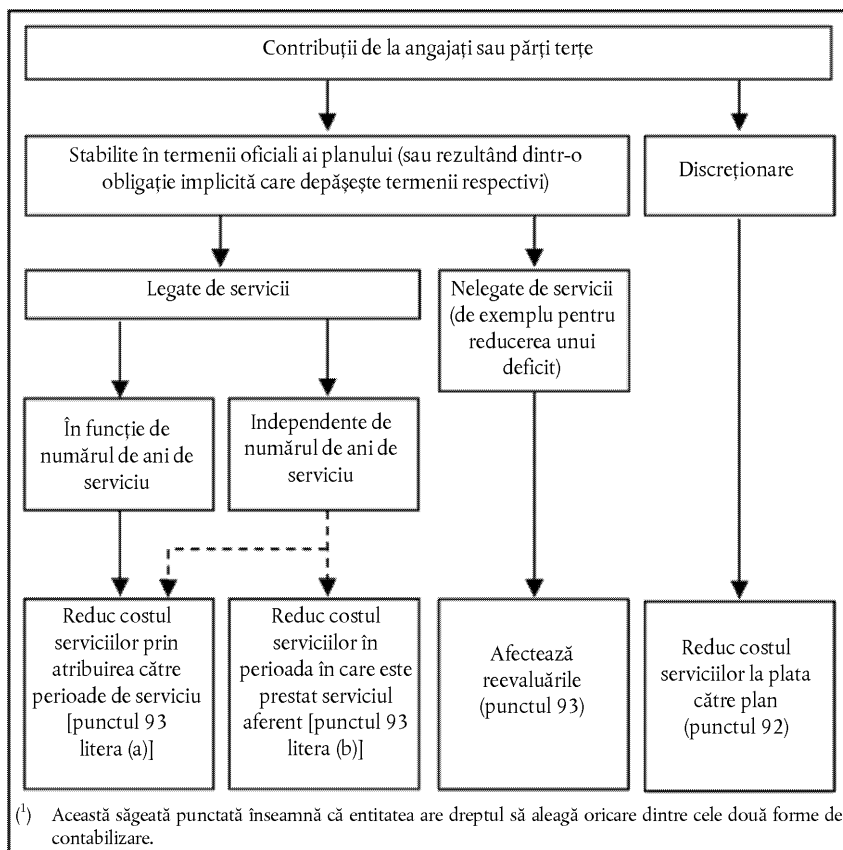 Contribuții de la angajați sau părți terțe
Stabilite în termenii oficiali ai planului (sau rezultând dintr-o
obligație implicită care depășește termenii respectivi)
Discreționare
Legate de servicii
Nelegate de servicii
(de exemplu pentru
reducerea unui
deficit)
În funcție de
numărul de ani de
serviciu
Independente de
numărul de ani de
serviciu
Reduc costul
serviciilor prin
atribuirea către
perioade de serviciu
[punctul 93
litera (a)]
Reduc costul
serviciilor în
perioada în care este
prestat serviciul
aferent [punctul 93
litera (b)]
Afectează
reevaluările
(punctul 93)
Reduc costul
serviciilor la plata
către plan
(punctul 92)
(¹) Această săgeată punctată înseamnă că entitatea are dreptul să aleagă oricare dintre cele două forme de
contabilizare.